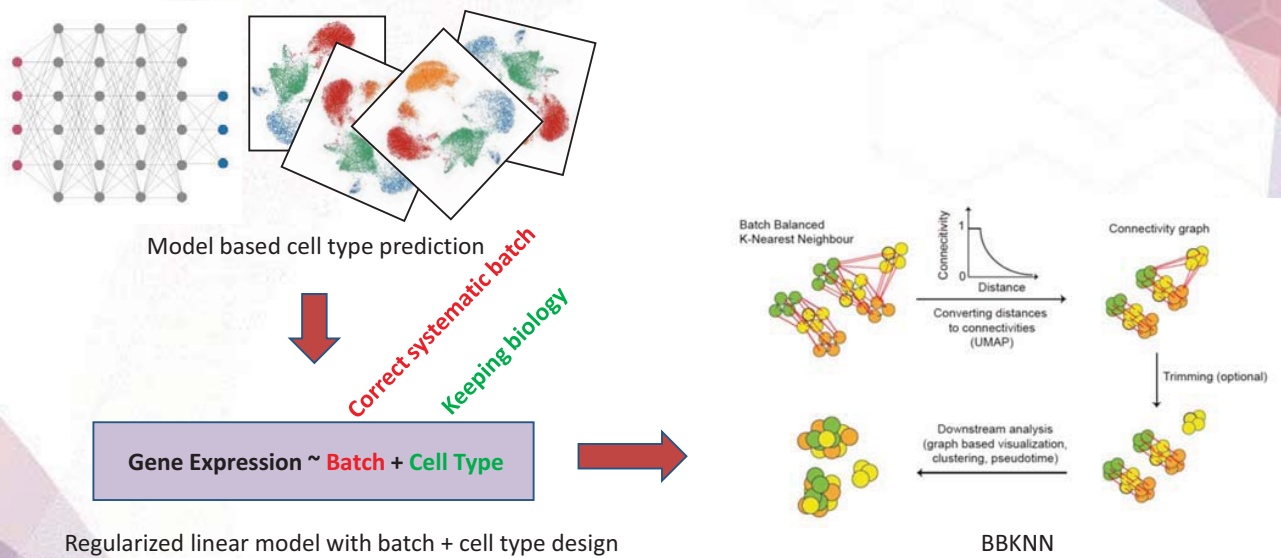 Model based cell type prediction
Correct systematic batch
Keeping biology
Gene Expression ~ Batch + Cell Type
Regularized linear model with batch + cell type design
Batch Balanced
K-Nearest Neighbour
Connectivity
1
0
Distance
Converting distances
to connectivities
(UMAP)
Connectivity graph
Trimming (optional)
Downstream analysis
(graph based visualization,
clustering, pseudotime)
BBKNN